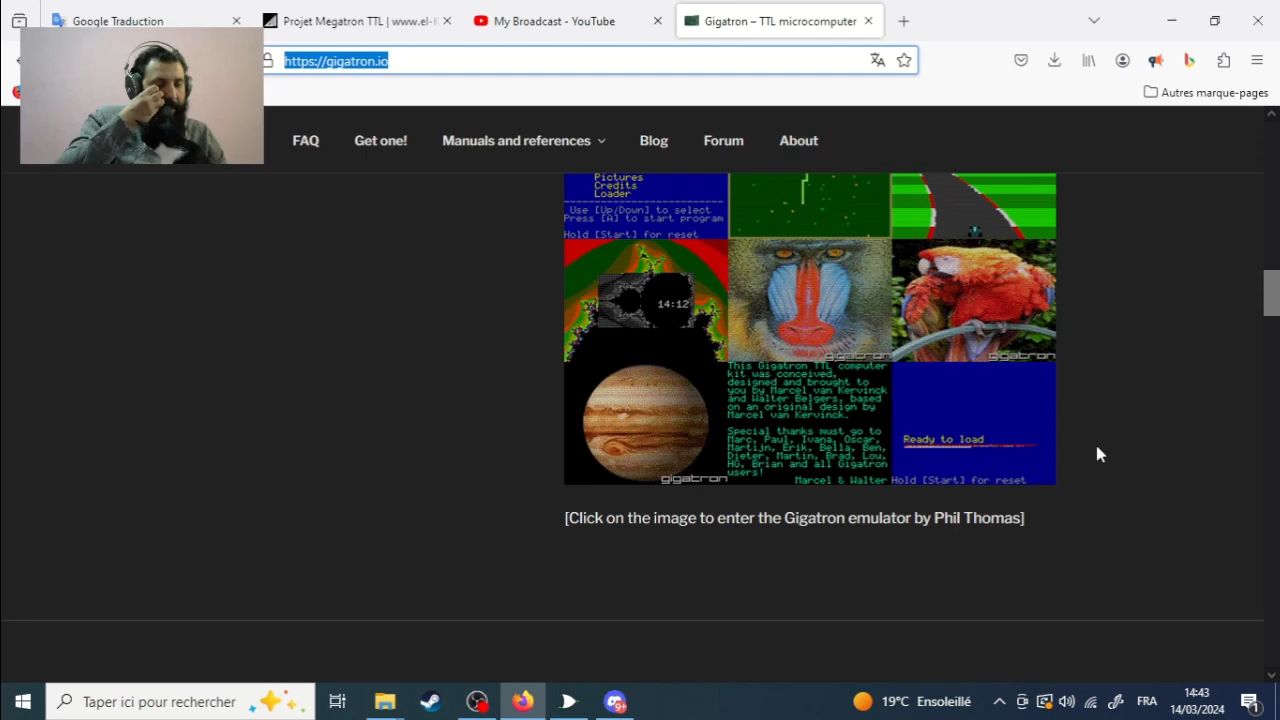 Google Traduction
Projet Megatron TTL | www.el-k
My Broadcast - YouTube
Gigatron – TTL microcomputer
https://gigatron.io
Autres marque-pages
FAQ
Get one!
Manuals and references
Blog
Forum
About
Pictures
Credits
Loader
Use [Up/Down] to select
Press [A] to start program
Hold [Start] for reset
14:12
gigatron
gigatron
gigatron
This Gigatron TTL computer
kit was conceived,
designed and brought to
you by Marcel van Kervinck
and Walter Belgers, based
on an original design by
Marcel van Kervinck.
Special thanks must go to
Marc, Paul, Ivana, Oscar,
Martijn, Erik, Bella, Ben,
Dieter, Martin, Brad, Lou,
HG, Brian and all Gigatron
users!
Marcel & Walter
Ready to load
Hold [Start] for reset
[Click on the image to enter the Gigatron emulator by Phil Thomas]
Taper ici pour rechercher
9+
19°C Ensoleillé
FRA
14:43
14/03/2024
1